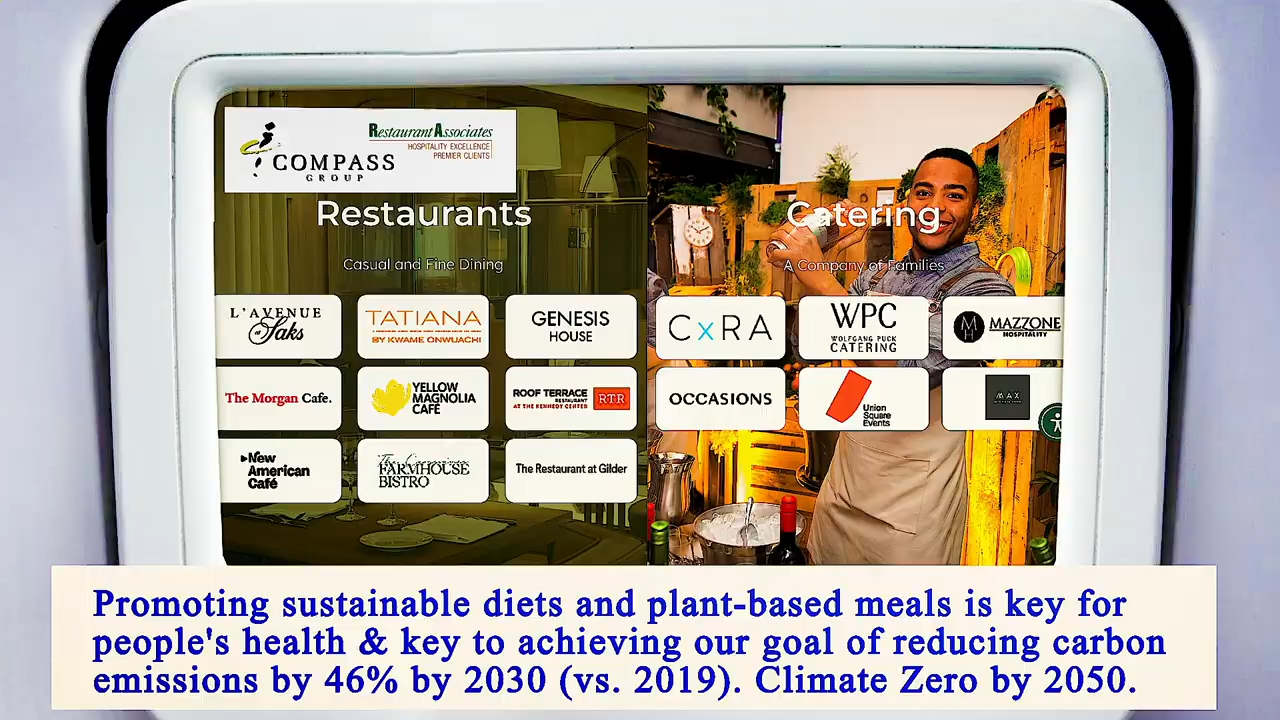 COMPASS
GROUP
Restaurant Associates
HOSPITALITY EXCELLENCE
PREMIER CLIENTS
Restaurants
Casual and Fine Dining
L'AVENUE
at Saks
TATIANA
BY KWAME ONWUACHI
GENESIS
HOUSE
The Morgan Cafe.
YELLOW
MAGNOLIA
CAFÉ
ROOF TERRACE
RESTAURANT
AT THE KENNEDY CENTER
RTR
New
American
Café
FARMHOUSE
BISTRO
The Restaurant at Gilder
Catering
A Company of Families
CxRA
WPC
WOLFGANG PUCK
CATERING
MH
MAZZONE
HOSPITALITY
OCCASIONS
Union
Square
Events
MAX
Promoting sustainable diets and plant-based meals is key for
people's health & key to achieving our goal of reducing carbon
emissions by 46% by 2030 (vs. 2019). Climate Zero by 2050.